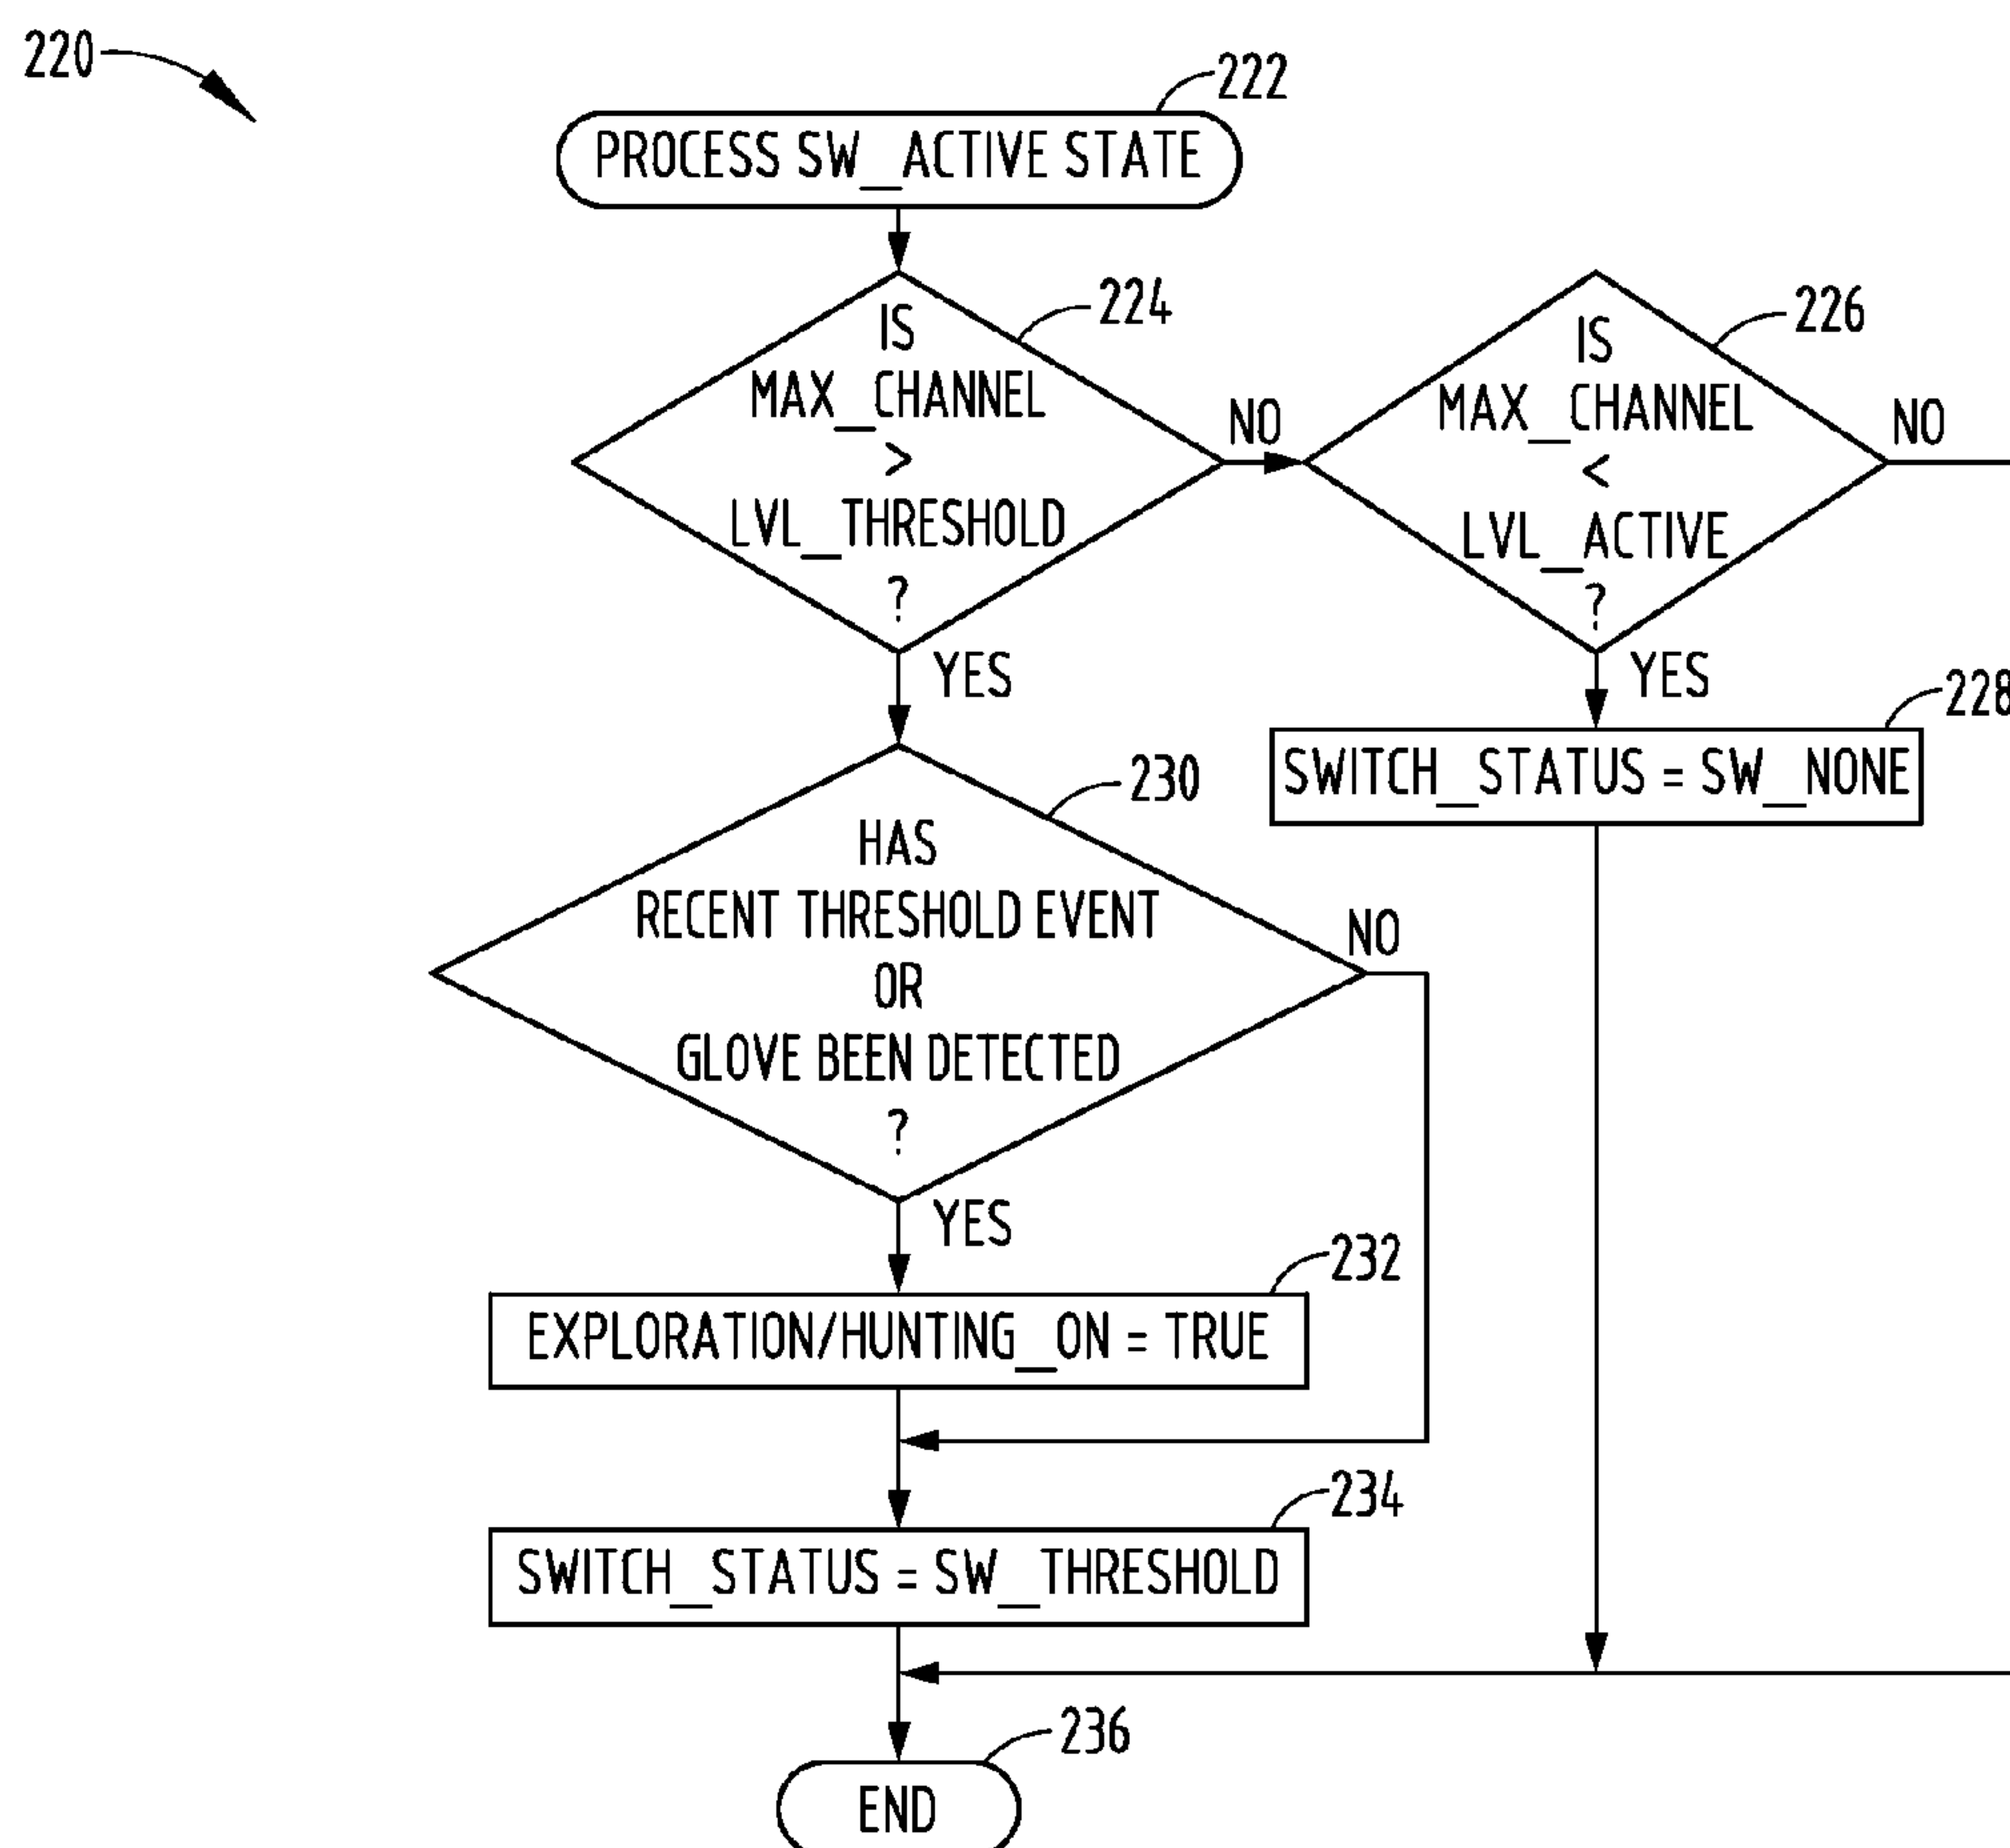 220
222
PROCESS SW_ACTIVE STATE
224
IS
MAX_CHANNEL
>
LVL_THRESHOLD
?
NO
YES
226
IS
MAX_CHANNEL
<
LVL_ACTIVE
?
NO
YES
228
SWITCH_STATUS = SW_NONE
230
HAS
RECENT THRESHOLD EVENT
OR
GLOVE BEEN DETECTED
?
NO
YES
232
EXPLORATION/HUNTING_ON = TRUE
234
SWITCH_STATUS = SW_THRESHOLD
236
END